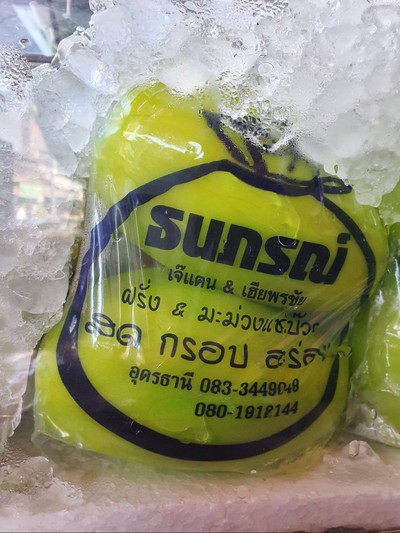 ธนภรณ์
เจ๊แดน & เฮียพรชัย
ฝรั่ง & มะม่วงแช่บ๊วย
สด กรอบ อร่อย
อุดรธานี 083-3449049
080-1912144